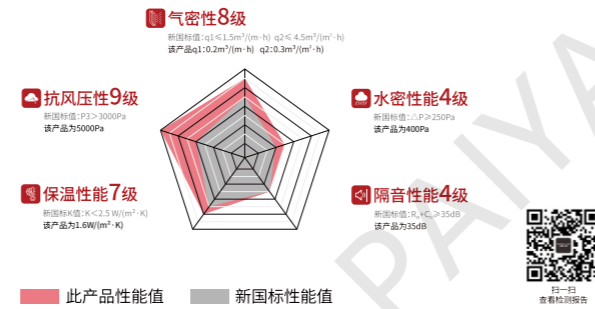 气密性8级
新国标值：q1≤1.5m³/(m·h) q2≤4.5m³/(m²·h)
该产品q1:0.2m³/(m·h) q2:0.3m³/(m²·h)
抗风压性9级
新国标值：P3＞3000Pa
该产品为5000Pa
水密性能4级
新国标值：△P≥250Pa
该产品为400Pa
保温性能7级
新国标K值：K＜2.5 W/(m²·K)
该产品为1.6W/(m²·K)
隔音性能4级
新国标值：Rw+Ctr≥35dB
该产品为35dB
PAIYA
扫一扫
查看检测报告
此产品性能值
新国标性能值